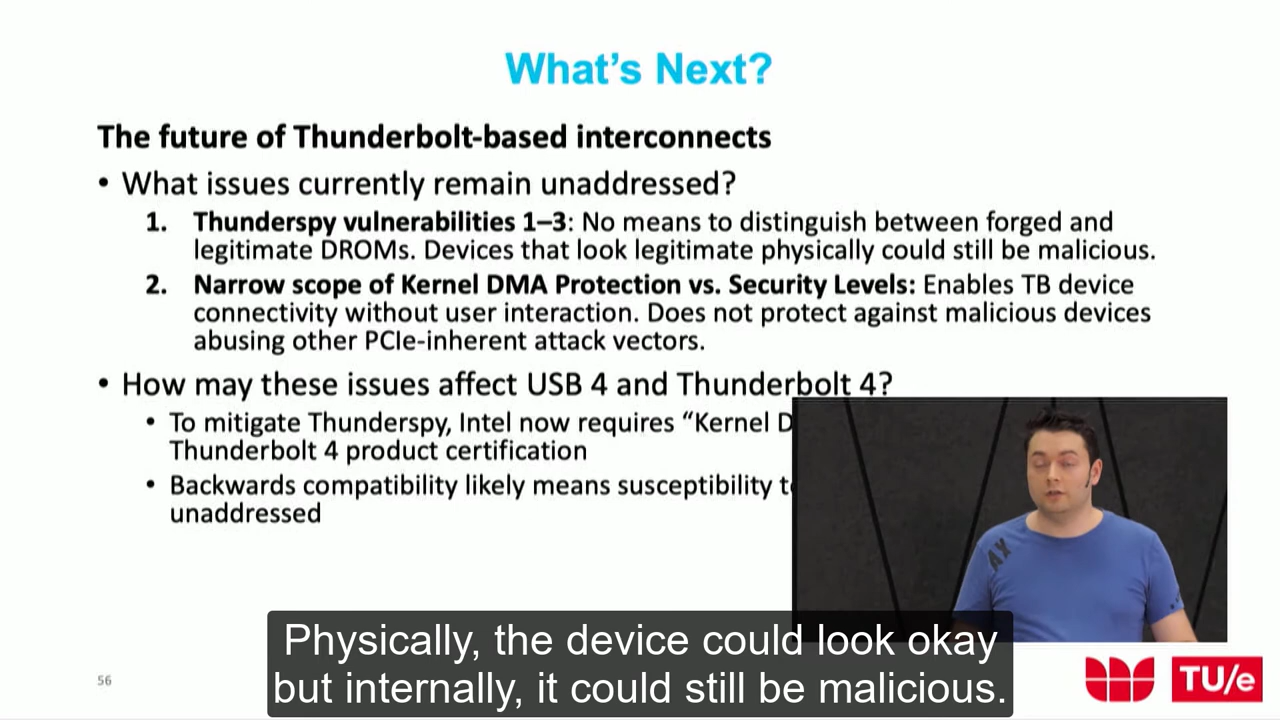 What's Next?
The future of Thunderbolt-based interconnects
• What issues currently remain unaddressed?
1. Thunderspy vulnerabilities 1–3: No means to distinguish between forged and
legitimate DROMs. Devices that look legitimate physically could still be malicious.
2. Narrow scope of Kernel DMA Protection vs. Security Levels: Enables TB device
connectivity without user interaction. Does not protect against malicious devices
abusing other PCIe-inherent attack vectors.
• How may these issues affect USB 4 and Thunderbolt 4?
• To mitigate Thunderspy, Intel now requires “Kernel D
Thunderbolt 4 product certification
• Backwards compatibility likely means susceptibility
unaddressed
AX
Physically, the device could look okay
but internally, it could still be malicious.
56
TU/e